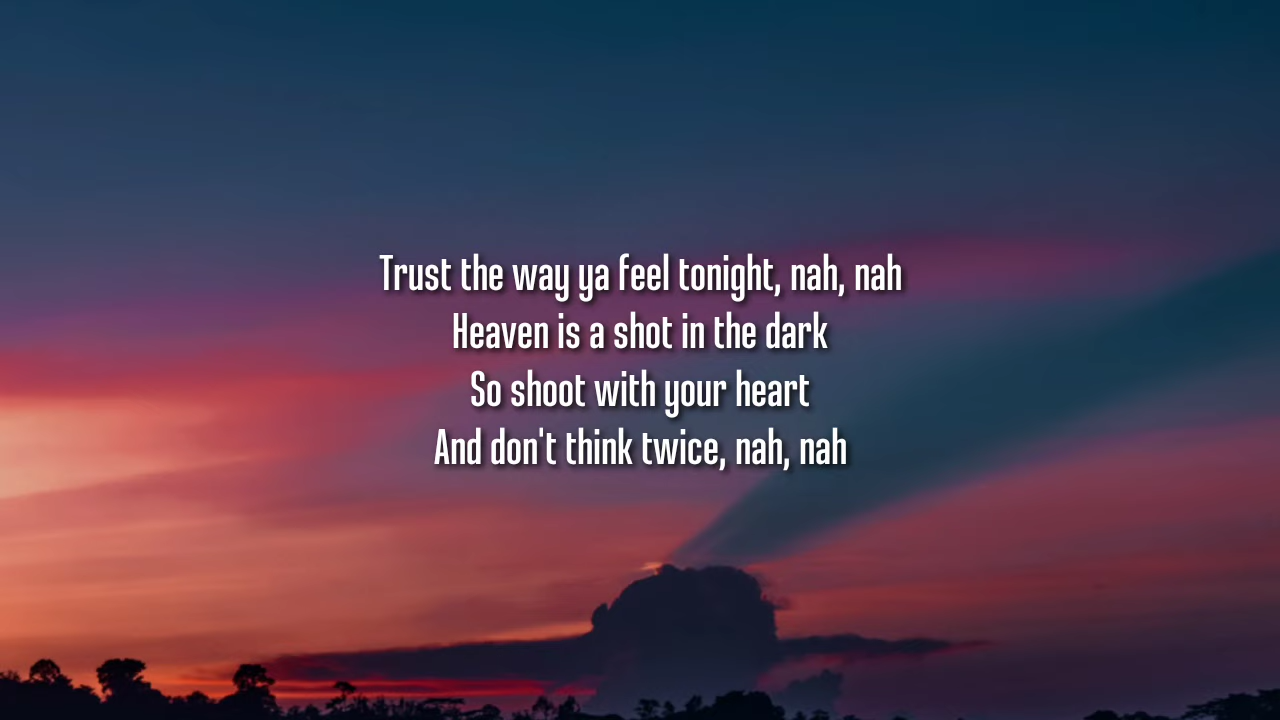 Trust the way ya feel tonight, nah, nah
Heaven is a shot in the dark
So shoot with your heart
And don't think twice, nah, nah